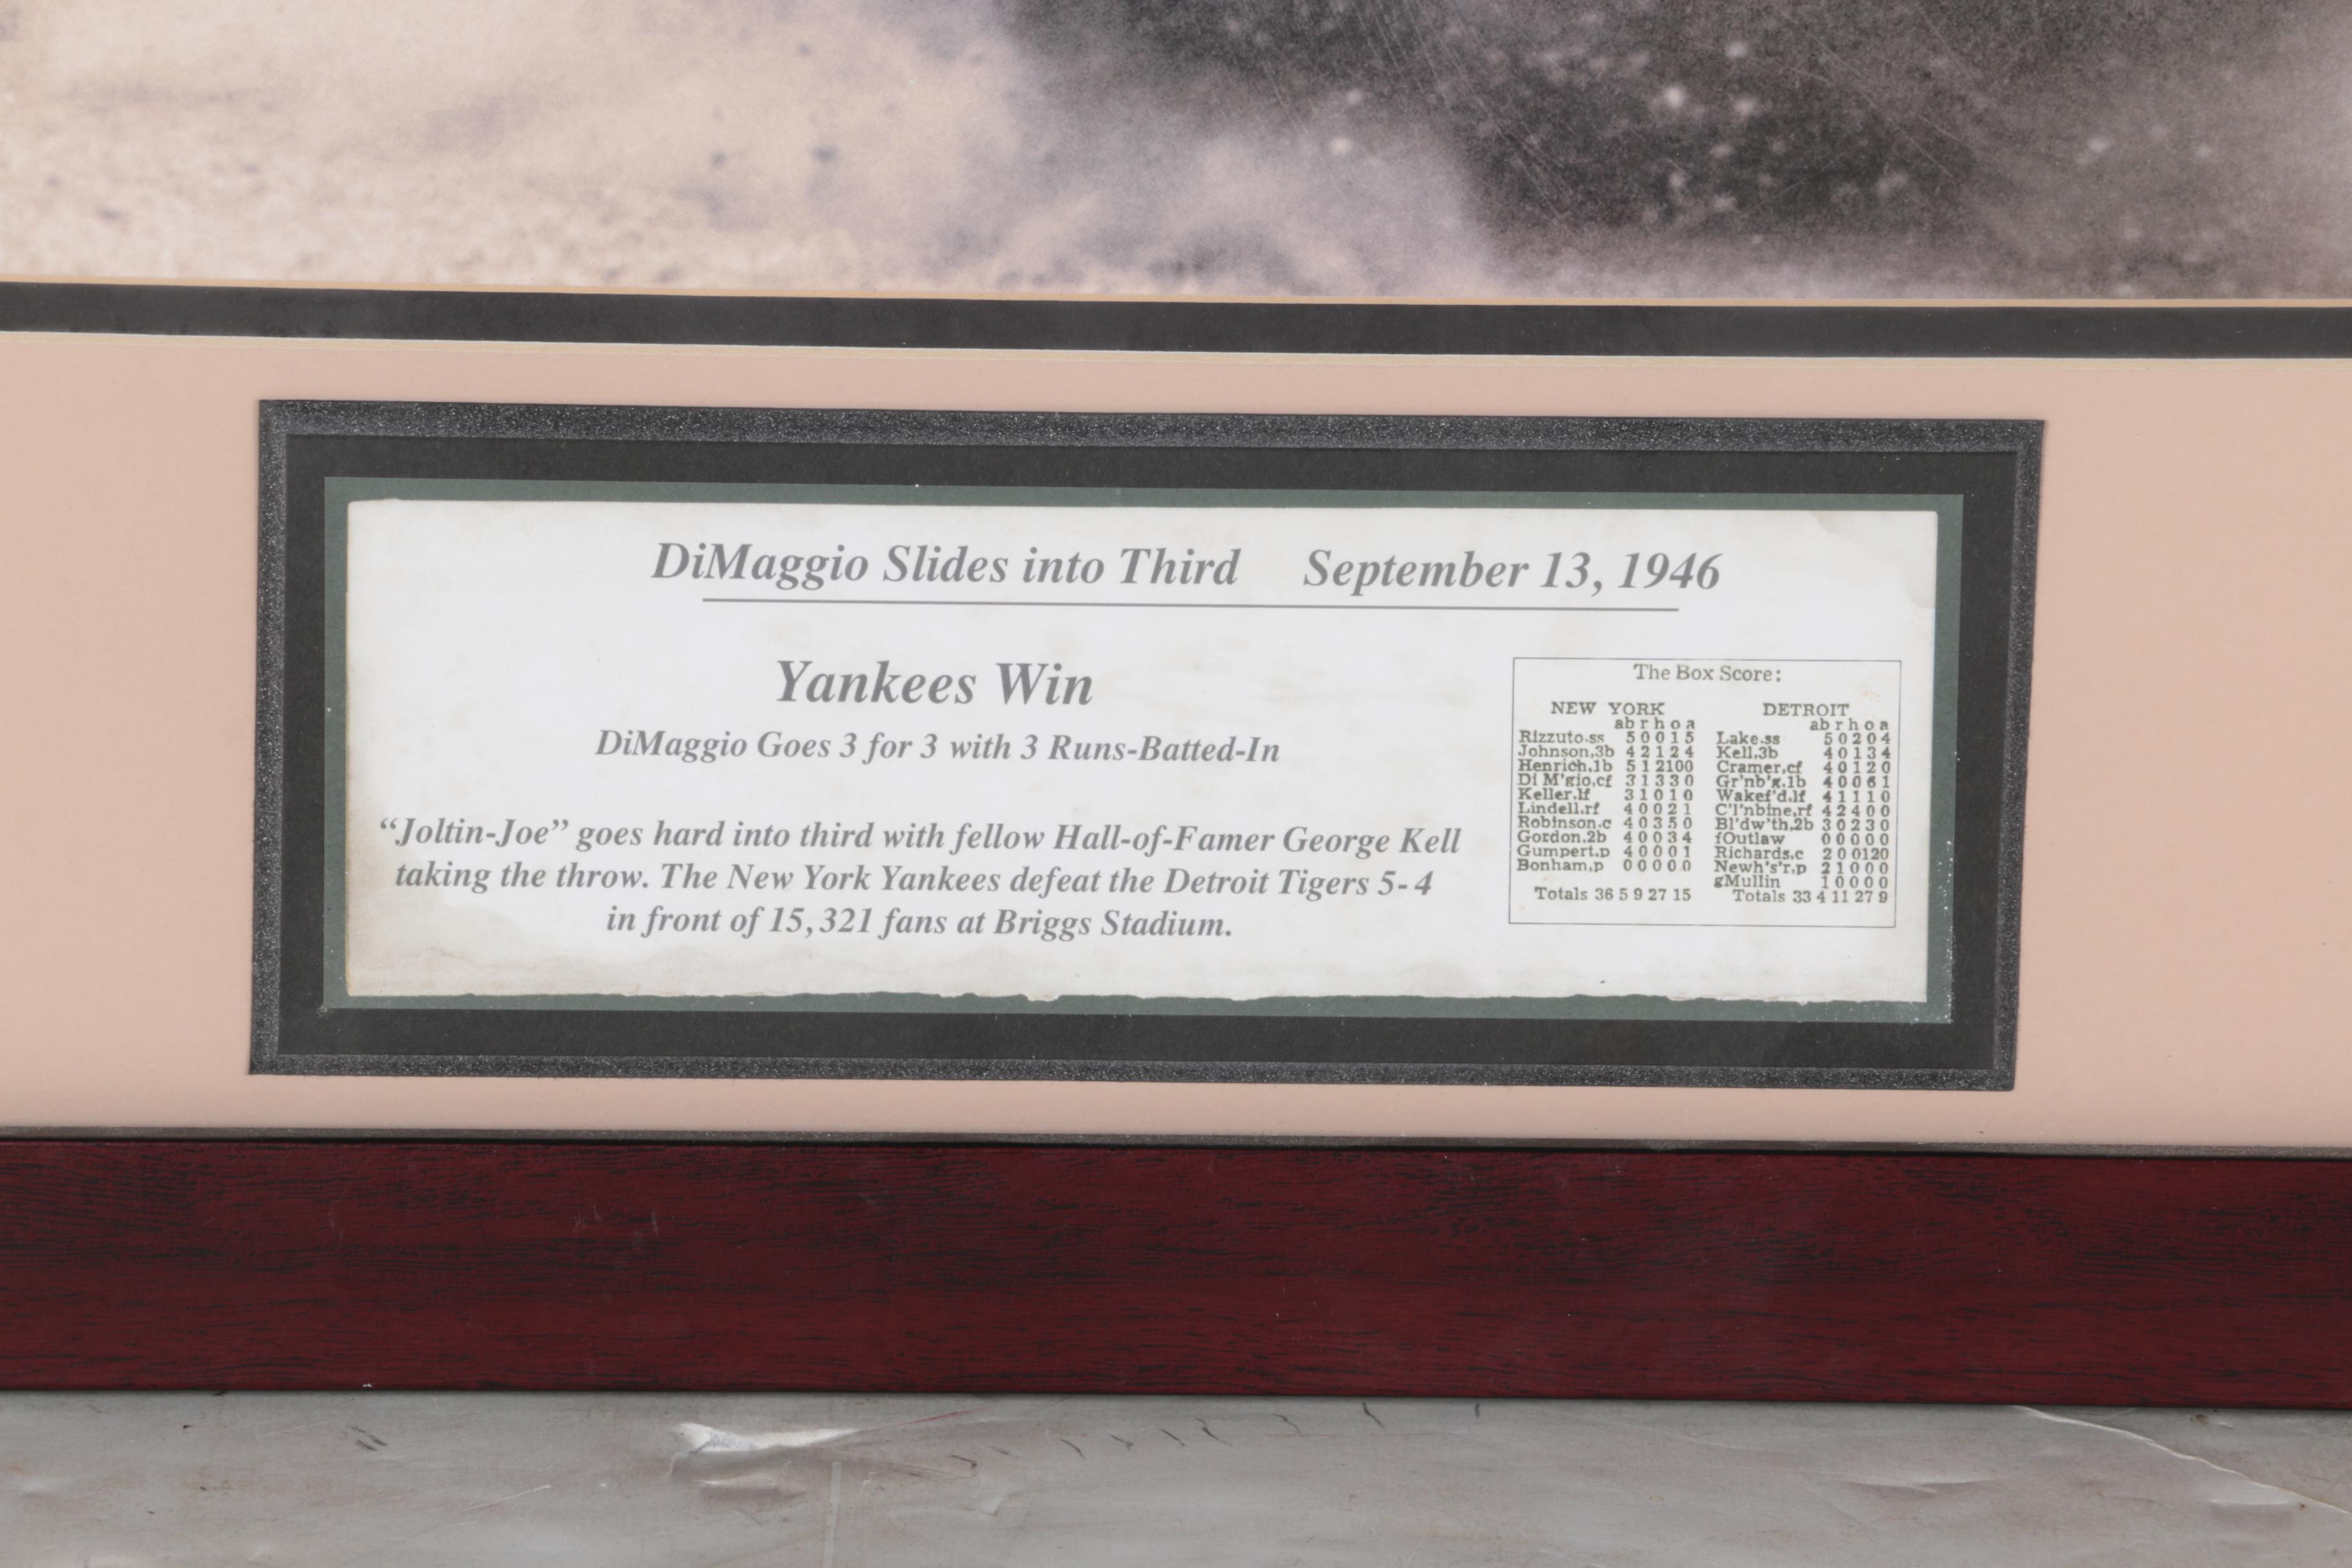 DiMaggio Slides into Third September 13, 1946
Yankees Win
DiMaggio Goes 3 for 3 with 3 Runs-Batted-In
“Joltin-Joe” goes hard into third with fellow Hall-of-Famer George Kell
taking the throw. The New York Yankees defeat the Detroit Tigers 5-4
in front of 15,321 fans at Briggs Stadium.
The Box Score:
NEW YORK
ab r h o a
Rizzuto.ss 5 0 0 1 5
Johnson,3b 4 2 1 2 4
Henrich,1b 5 1 2 10 0
Di M'gio,cf 3 1 3 3 0
Keller.lf 3 1 0 1 0
Lindell.rf 4 0 0 2 1
Robinson.c 4 0 3 5 0
Gordon.2b 4 0 0 3 4
Gumpert.p 4 0 0 0 1
Bonham,p 0 0 0 0 0
Totals 36 5 9 27 15
DETROIT
ab r h o a
Lake.ss 5 0 2 0 4
Kell,3b 4 0 1 3 4
Cramer,cf 4 0 1 2 0
Gr'nb'g.1b 4 0 0 6 1
Wakef'd.lf 4 1 1 1 0
C'l'nbine,rf 4 2 4 0 0
Bl'dw'th,2b 3 0 2 3 0
fOutlaw 0 0 0 0 0
Richards,c 2 0 0 12 0
Newh's'r,p 2 1 0 0 0
gMullin 1 0 0 0 0
Totals 33 4 11 27 9